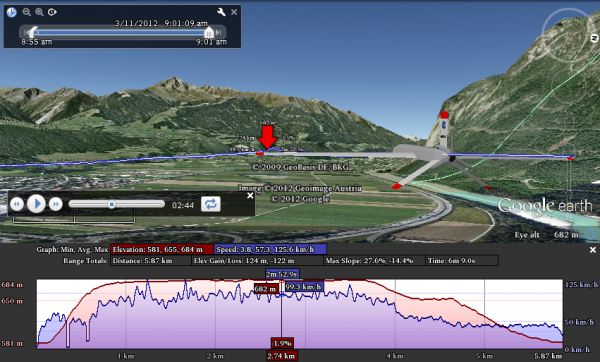 3/11/2012 9:01:09 am
8:55 am 9:01 am
N
682 m
© 2009 GeoBasis-DE/BKG
Image © 2012 Geoimage Austria
© 2012 Google
02:44
Google earth
Eye alt 682 m
Graph: Min, Avg, Max Elevation: 581, 655, 684 m Speed: 3.8, 57.3, 125.6 km/h
Range Totals: Distance: 5.87 km Elev Gain/Loss: 124 m, -122 m Max Slope: 27.6%, -14.4% Time: 6m 9.0s
2m 52.9s
684 m 682 m 99.3 km/h 125 km/h
650 m
50 km/h
581 m -1.9% 0 km/h
1 km 2 km 2.74 km 4 km 5 km 5.87 km